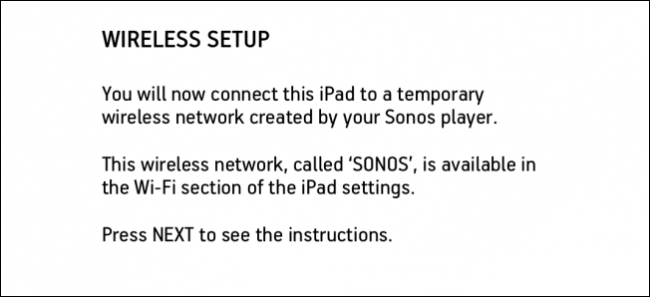 WIRELESS SETUP
You will now connect this iPad to a temporary
wireless network created by your Sonos player.
This wireless network, called ‘SONOS’, is available in
the Wi-Fi section of the iPad settings.
Press NEXT to see the instructions.